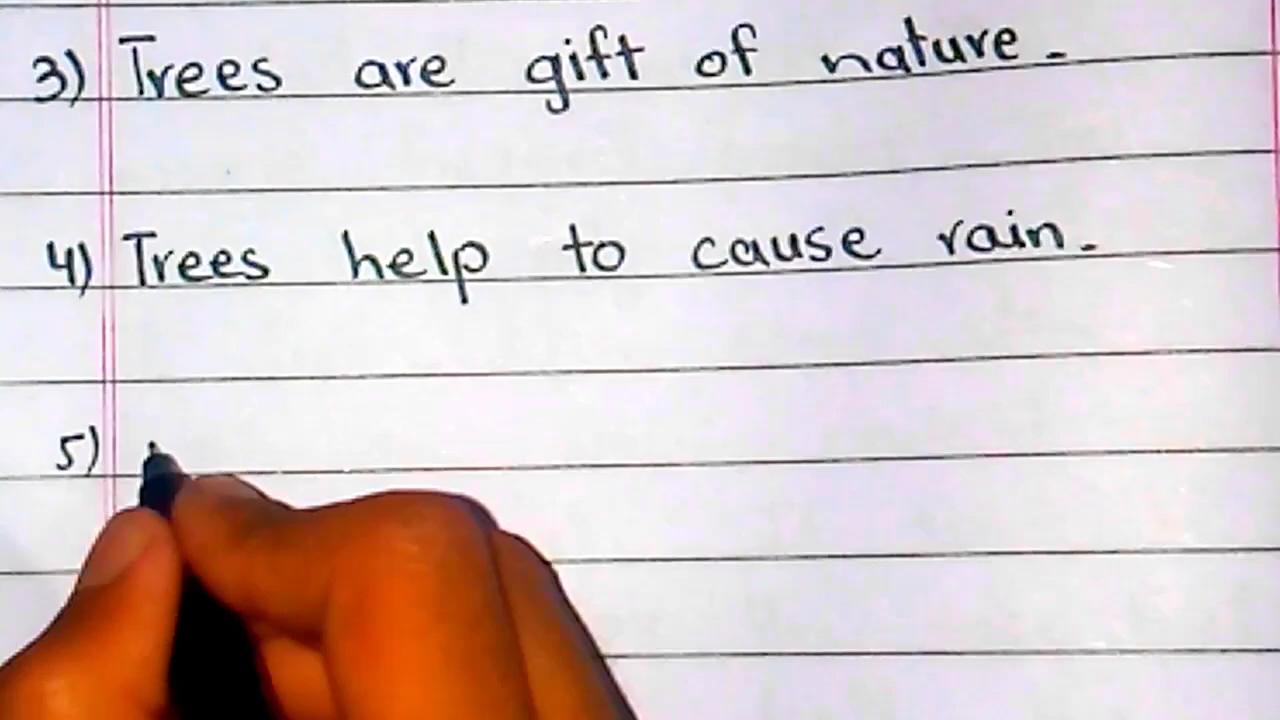 3) Trees are gift of nature.
4) Trees help to cause rain.
5)